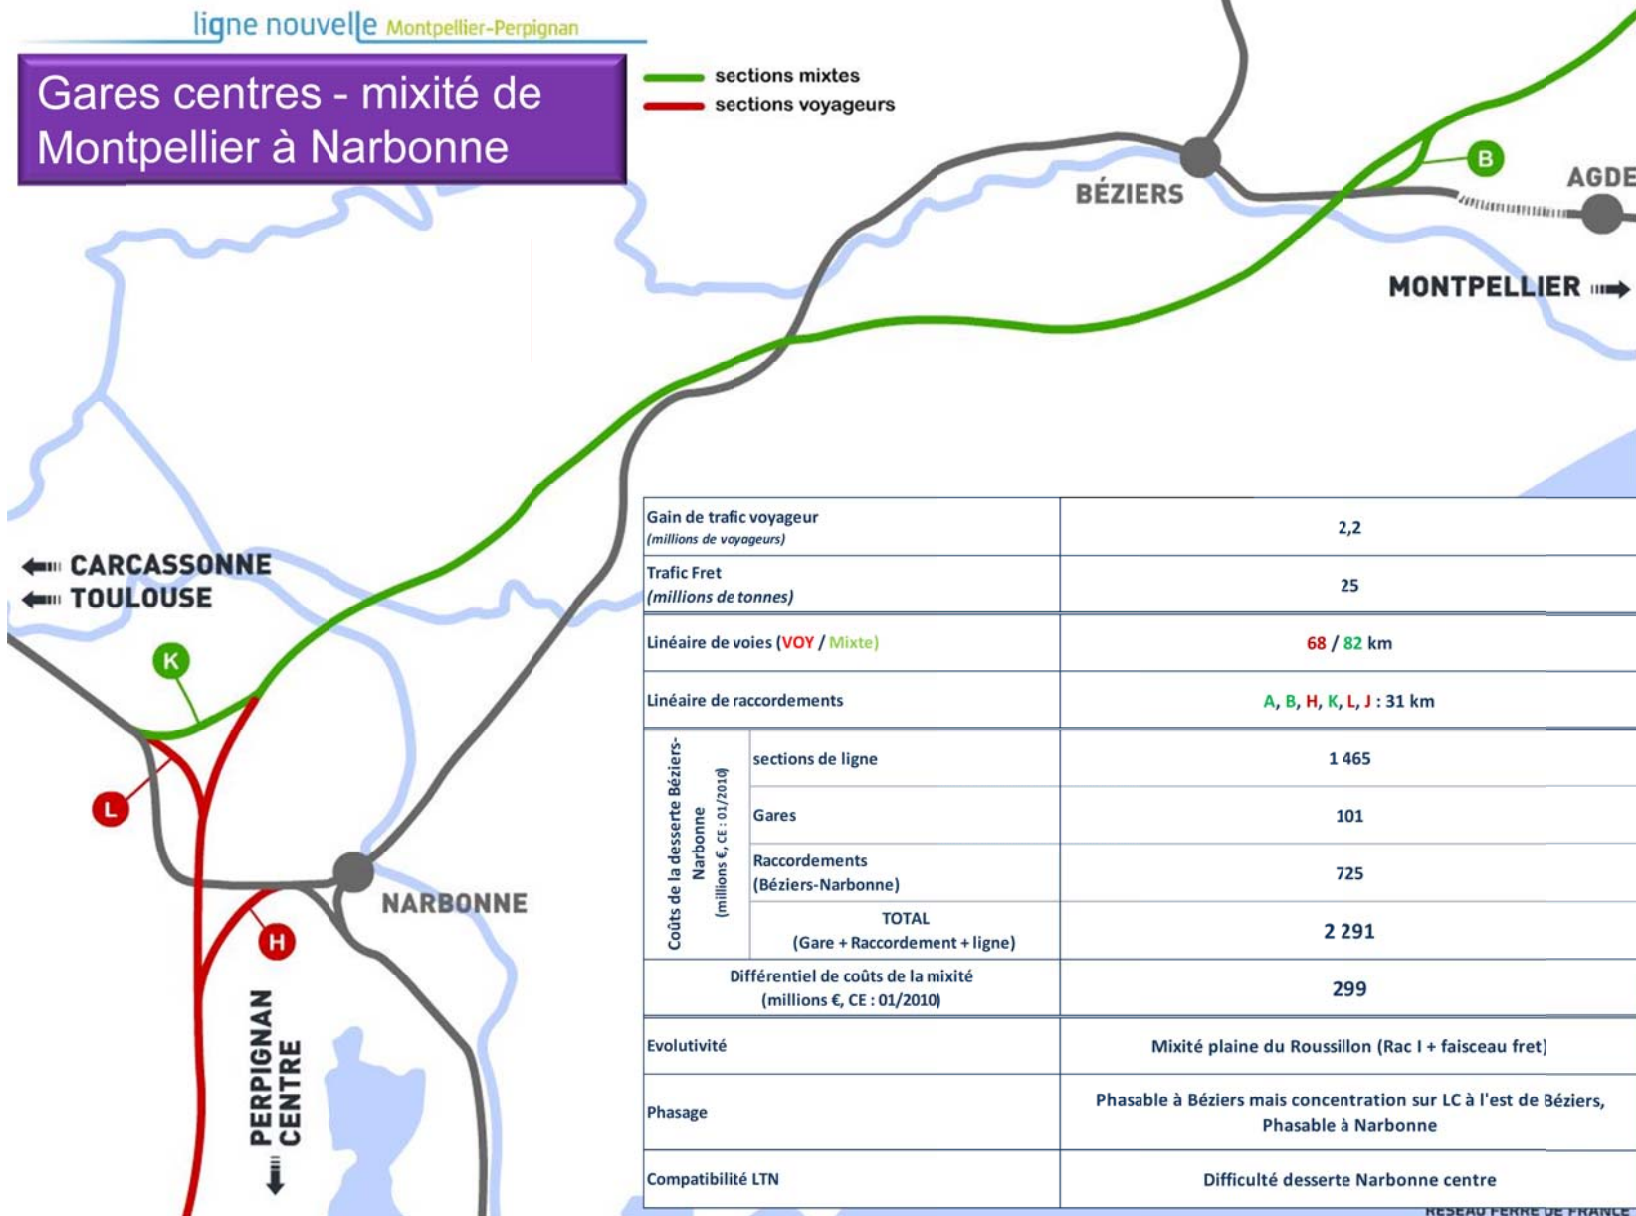 ligne nouvelle Montpellier-Perpignan
Gares centres - mixité de
Montpellier à Narbonne
sections mixtes
sections voyageurs
B
AGDE
BÉZIERS
MONTPELLIER
CARCASSONNE
TOULOUSE
K
L
NARBONNE
H
PERPIGNAN
CENTRE
Gain de trafic voyageur
(millions de voyageurs)
2,2
Trafic Fret
(millions de tonnes)
25
Linéaire de voies (VOY / Mixte)
68 / 82 km
Linéaire de raccordements
A, B, H, K, L, J : 31 km
Coûts de la desserte Béziers-
Narbonne
(millions €, CE : 01/2010)
sections de ligne
1 465
Gares
101
Raccordements
(Béziers-Narbonne)
725
TOTAL
(Gare + Raccordement + ligne)
2 291
Différentiel de coûts de la mixité
(millions €, CE : 01/2010)
299
Evolutivité
Mixité plaine du Roussillon (Rac I + faisceau fret)
Phasage
Phasable à Béziers mais concentration sur LC à l'est de Béziers,
Phasable à Narbonne
Compatibilité LTN
Difficulté desserte Narbonne centre
RESEAU FERRE DE FRANCE